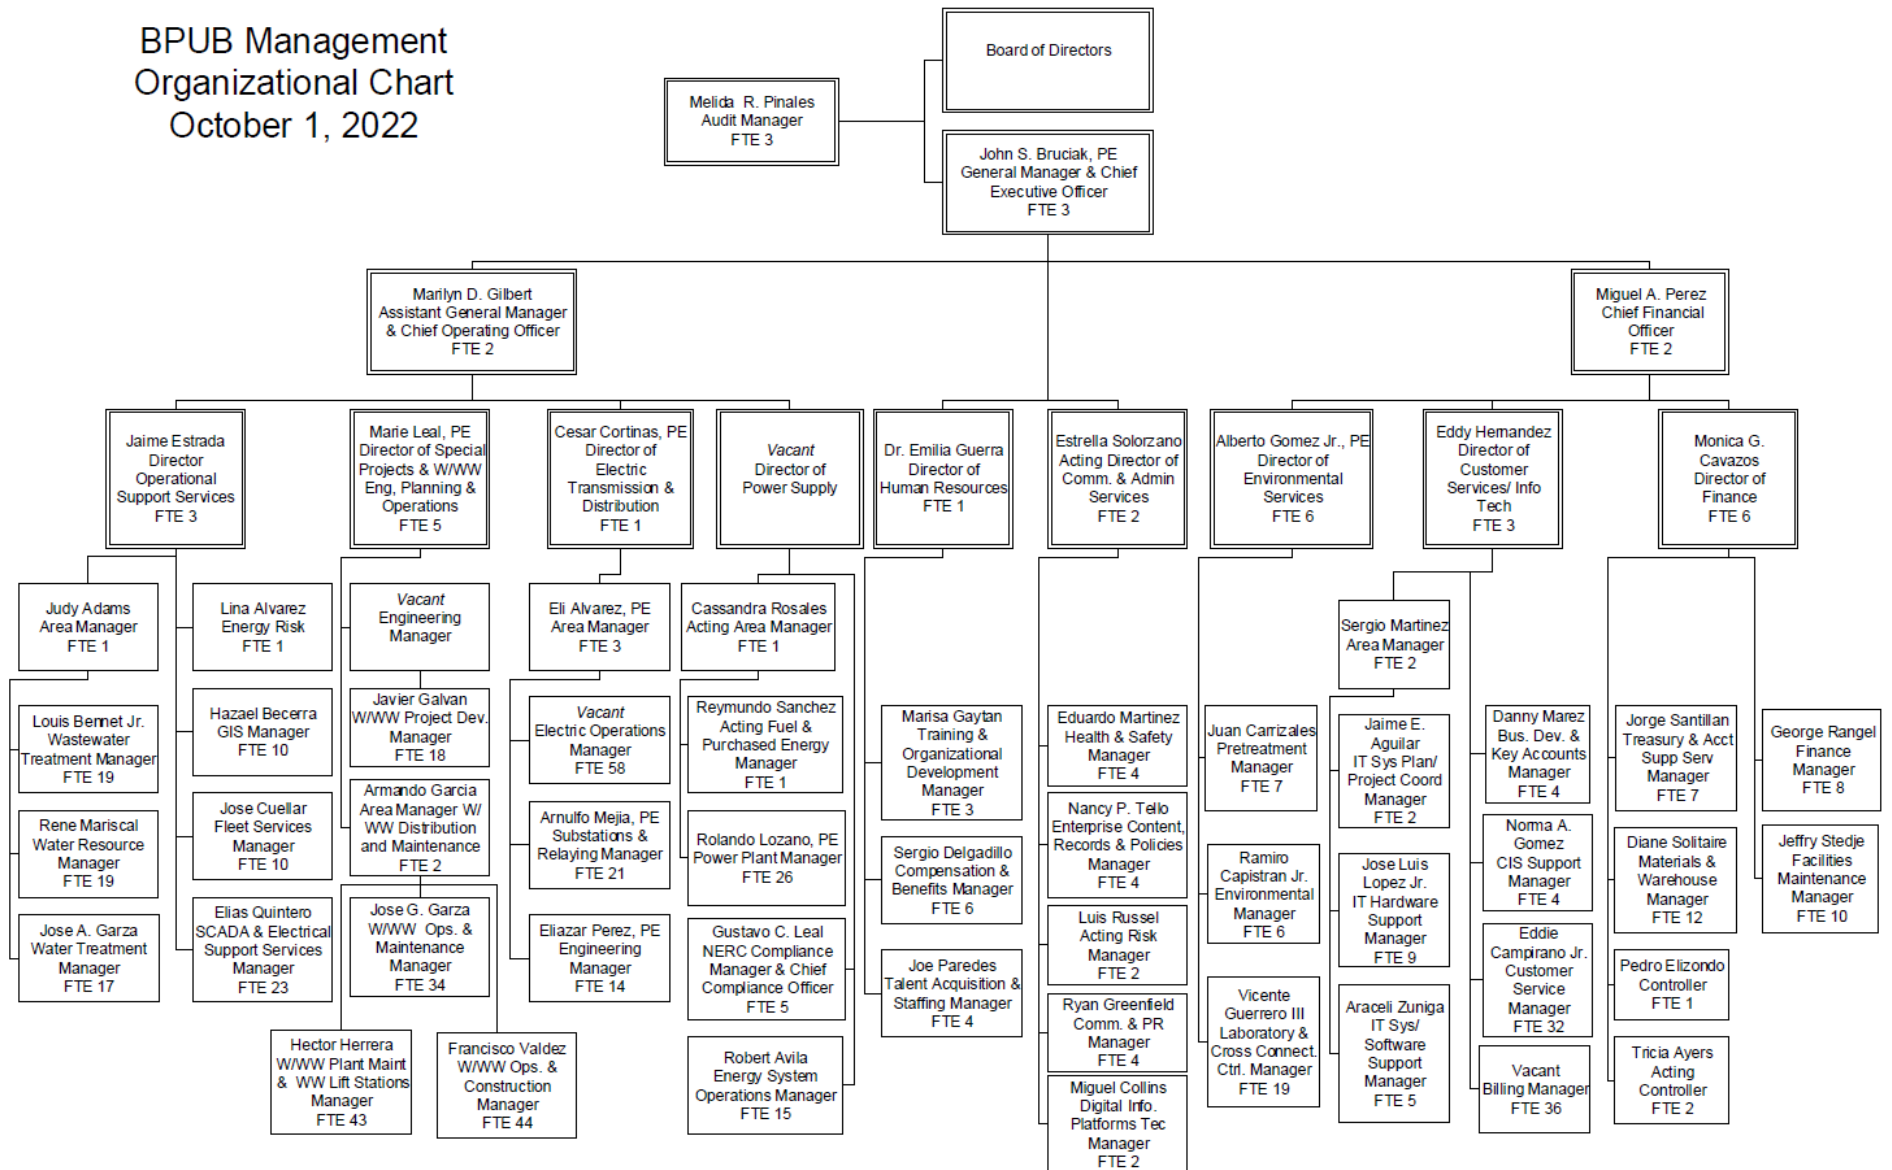 BPUB Management
Organizational Chart
October 1, 2022
Board of Directors
Melida R. Pinales
Audit Manager
FTE 3
John S. Bruciak, PE
General Manager & Chief
Executive Officer
FTE 3
Marilyn D. Gilbert
Assistant General Manager
& Chief Operating Officer
FTE 2
Miguel A. Perez
Chief Financial
Officer
FTE 2
Jaime Estrada
Director
Operational
Support Services
FTE 3
Marie Leal, PE
Director of Special
Projects & W/WW
Eng, Planning &
Operations
FTE 5
Cesar Cortinas, PE
Director of
Electric
Transmission &
Distribution
FTE 1
Vacant
Director of
Power Supply
Dr. Emilia Guerra
Director of
Human Resources
FTE 1
Estrella Solorzano
Acting Director of
Comm. & Admin
Services
FTE 2
Alberto Gomez Jr., PE
Director of
Environmental
Services
FTE 6
Eddy Hernandez
Director of
Customer
Services/ Info
Tech
FTE 3
Monica G.
Cavazos
Director of
Finance
FTE 6
Judy Adams
Area Manager
FTE 1
Lina Alvarez
Energy Risk
FTE 1
Vacant
Engineering
Manager
Eli Alvarez, PE
Area Manager
FTE 3
Cassandra Rosales
Acting Area Manager
FTE 1
Sergio Martinez
Area Manager
FTE 2
Louis Bennet Jr.
Wastewater
Treatment Manager
FTE 19
Hazael Becerra
GIS Manager
FTE 10
Javier Galvan
W/WW Project Dev.
Manager
FTE 18
Vacant
Electric Operations
Manager
FTE 58
Reymundo Sanchez
Acting Fuel &
Purchased Energy
Manager
FTE 1
Marisa Gaytan
Training &
Organizational
Development
Manager
FTE 3
Eduardo Martinez
Health & Safety
Manager
FTE 4
Juan Carrizales
Pretreatment
Manager
FTE 7
Jaime E.
Aguilar
IT Sys Plan/
Project Coord
Manager
FTE 2
Danny Marez
Bus. Dev. &
Key Accounts
Manager
FTE 4
Jorge Santillan
Treasury & Acct
Supp Serv
Manager
FTE 7
George Rangel
Finance
Manager
FTE 8
Rene Mariscal
Water Resource
Manager
FTE 19
Jose Cuellar
Fleet Services
Manager
FTE 10
Armando Garcia
Area Manager W/
WW Distribution
and Maintenance
FTE 2
Arnulfo Mejia, PE
Substations &
Relaying Manager
FTE 21
Rolando Lozano, PE
Power Plant Manager
FTE 26
Sergio Delgadillo
Compensation &
Benefits Manager
FTE 6
Nancy P. Tello
Enterprise Content,
Records & Policies
Manager
FTE 4
Ramiro
Capistran Jr.
Environmental
Manager
FTE 6
Jose Luis
Lopez Jr.
IT Hardware
Support
Manager
FTE 9
Norma A.
Gomez
CIS Support
Manager
FTE 4
Diane Solitaire
Materials &
Warehouse
Manager
FTE 12
Jeffry Stedje
Facilities
Maintenance
Manager
FTE 10
Jose A. Garza
Water Treatment
Manager
FTE 17
Elias Quintero
SCADA & Electrical
Support Services
Manager
FTE 23
Jose G. Garza
W/WW Ops. &
Maintenance
Manager
FTE 34
Eliazar Perez, PE
Engineering
Manager
FTE 14
Gustavo C. Leal
NERC Compliance
Manager & Chief
Compliance Officer
FTE 5
Joe Paredes
Talent Acquisition &
Staffing Manager
FTE 4
Luis Russel
Acting Risk
Manager
FTE 2
Vicente
Guerrero III
Laboratory &
Cross Connect.
Ctrl. Manager
FTE 19
Araceli Zuniga
IT Sys/
Software
Support
Manager
FTE 5
Eddie
Campirano Jr.
Customer
Service
Manager
FTE 32
Pedro Elizondo
Controller
FTE 1
Hector Herrera
W/WW Plant Maint
& WW Lift Stations
Manager
FTE 43
Francisco Valdez
W/WW Ops. &
Construction
Manager
FTE 44
Robert Avila
Energy System
Operations Manager
FTE 15
Ryan Greenfield
Comm. & PR
Manager
FTE 4
Vacant
Billing Manager
FTE 36
Tricia Ayers
Acting
Controller
FTE 2
Miguel Collins
Digital Info.
Platforms Tec
Manager
FTE 2